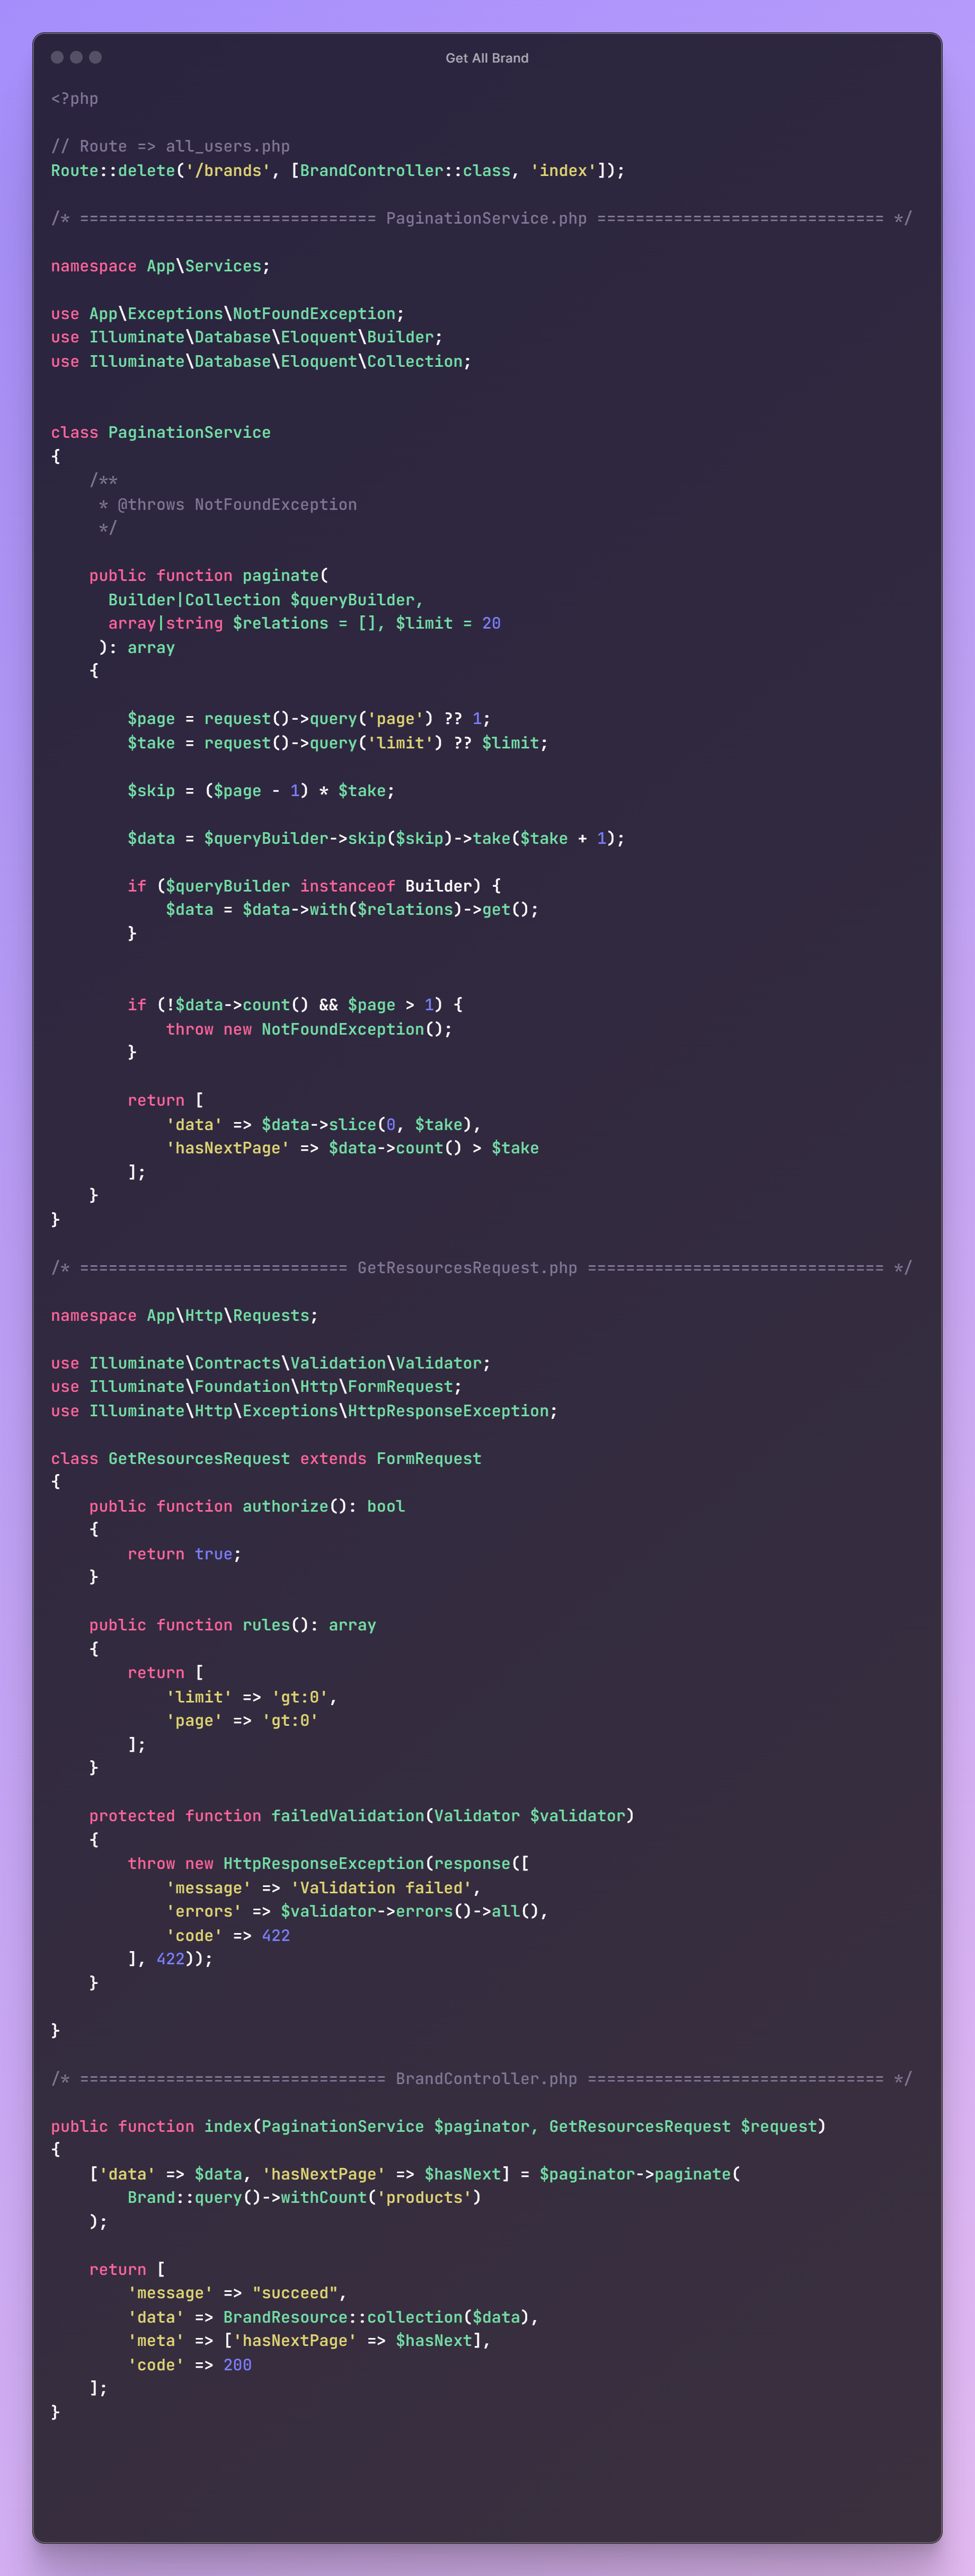 Get All Brand
<?php
// Route => all_users.php
Route::delete('/brands', [BrandController::class, 'index']);
/* =============================== PaginationService.php ============================== */
namespace App\Services;
use App\Exceptions\NotFoundException;
use Illuminate\Database\Eloquent\Builder;
use Illuminate\Database\Eloquent\Collection;
class PaginationService
{
    /**
     * @throws NotFoundException
     */
    public function paginate(
      Builder|Collection $queryBuilder,
      array|string $relations = [], $limit = 20
     ): array
    {
        $page = request()->query('page') ?? 1;
        $take = request()->query('limit') ?? $limit;
        $skip = ($page - 1) * $take;
        $data = $queryBuilder->skip($skip)->take($take + 1);
        if ($queryBuilder instanceof Builder) {
            $data = $data->with($relations)->get();
        }
        if (!$data->count() && $page > 1) {
            throw new NotFoundException();
        }
        return [
            'data' => $data->slice(0, $take),
            'hasNextPage' => $data->count() > $take
        ];
    }
}
/* ============================ GetResourcesRequest.php =============================== */
namespace App\Http\Requests;
use Illuminate\Contracts\Validation\Validator;
use Illuminate\Foundation\Http\FormRequest;
use Illuminate\Http\Exceptions\HttpResponseException;
class GetResourcesRequest extends FormRequest
{
    public function authorize(): bool
    {
        return true;
    }
    public function rules(): array
    {
        return [
            'limit' => 'gt:0',
            'page' => 'gt:0'
        ];
    }
    protected function failedValidation(Validator $validator)
    {
        throw new HttpResponseException(response([
            'message' => 'Validation failed',
            'errors' => $validator->errors()->all(),
            'code' => 422
        ], 422));
    }
}
/* ================================ BrandController.php =============================== */
public function index(PaginationService $paginator, GetResourcesRequest $request)
{
    ['data' => $data, 'hasNextPage' => $hasNext] = $paginator->paginate(
        Brand::query()->withCount('products')
    );
    return [
        'message' => "succeed",
        'data' => BrandResource::collection($data),
        'meta' => ['hasNextPage' => $hasNext],
        'code' => 200
    ];
}